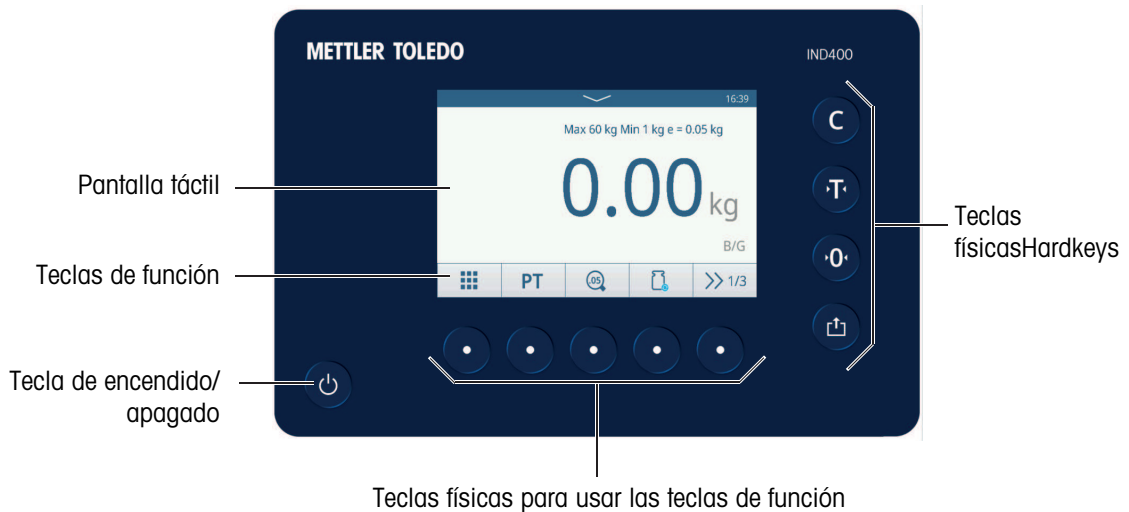 METTLER TOLEDO
IND400
16:39
Max 60 kg Min 1 kg e = 0.05 kg
0.00 kg
B/G
PT
.05
1/3
C
T
0
Pantalla táctil
Teclas de función
Tecla de encendido/
apagado
Teclas
físicasHardkeys
Teclas físicas para usar las teclas de función